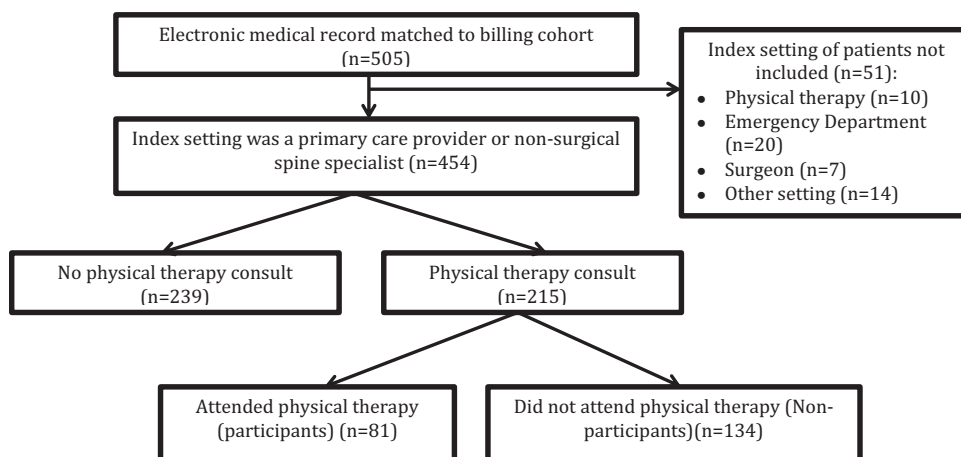 Electronic medical record matched to billing cohort
(n=505)
Index setting of patients not
included (n=51):
• Physical therapy (n=10)
• Emergency Department
(n=20)
• Surgeon (n=7)
• Other setting (n=14)
Index setting was a primary care provider or non-surgical
spine specialist (n=454)
No physical therapy consult
(n=239)
Physical therapy consult
(n=215)
Attended physical therapy
(participants) (n=81)
Did not attend physical therapy (Non-
participants)(n=134)